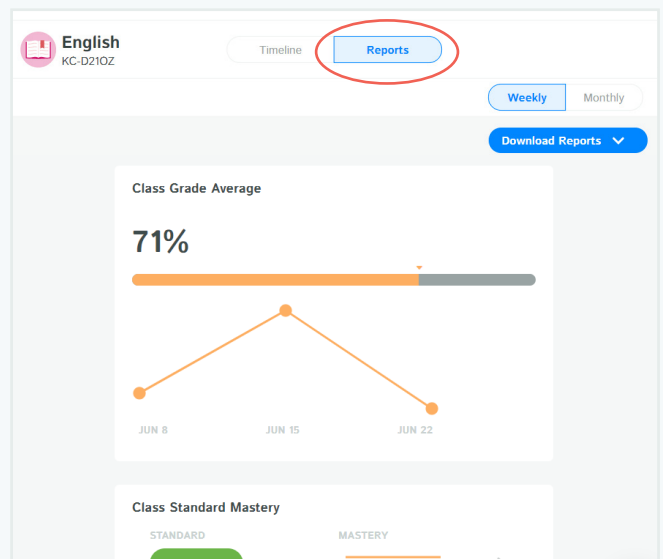 English
KC-D21OZ
Timeline
Reports
Weekly
Monthly
Download Reports
Class Grade Average
71%
JUN 8
JUN 15
JUN 22
Class Standard Mastery
STANDARD
MASTERY